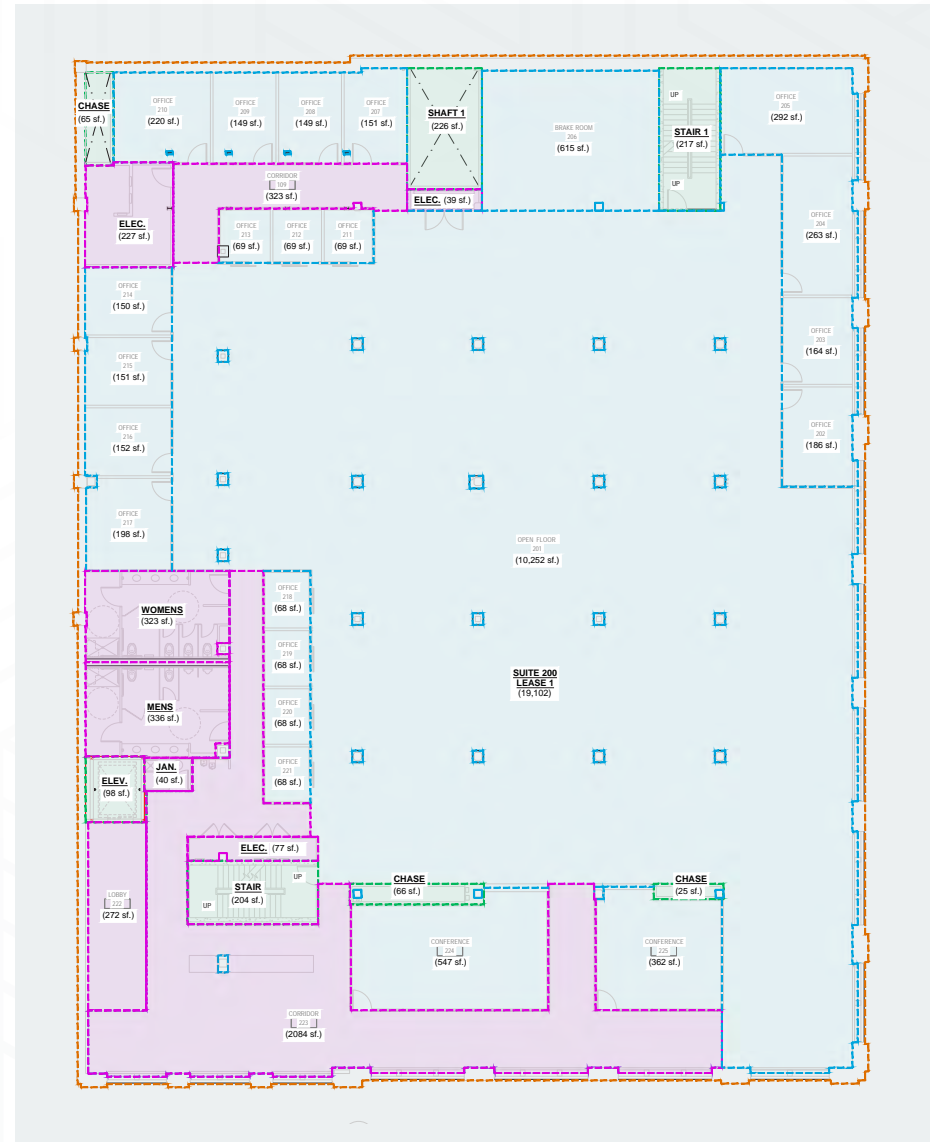 CHASE
(65 sf.)
OFFICE
210
(220 sf.)
OFFICE
209
(149 sf.)
OFFICE
208
(149 sf.)
OFFICE
207
(151 sf.)
SHAFT 1
(226 sf.)
BRAKE ROOM
206
(615 sf.)
UP
STAIR 1
(217 sf.)
UP
OFFICE
205
(292 sf.)
CORRIDOR
109
(323 sf.)
ELEC. (39 sf.)
ELEC.
(227 sf.)
OFFICE
213
(69 sf.)
OFFICE
212
(69 sf.)
OFFICE
211
(69 sf.)
OFFICE
204
(263 sf.)
OFFICE
214
(150 sf.)
OFFICE
203
(164 sf.)
OFFICE
215
(151 sf.)
OFFICE
216
(152 sf.)
OFFICE
202
(186 sf.)
OFFICE
217
(198 sf.)
OPEN FLOOR
201
(10,252 sf.)
WOMENS
(323 sf.)
OFFICE
218
(68 sf.)
OFFICE
219
(68 sf.)
SUITE 200
LEASE 1
(19,102)
MENS
(336 sf.)
OFFICE
220
(68 sf.)
OFFICE
221
(68 sf.)
JAN.
(40 sf.)
ELEV.
(98 sf.)
ELEC. (77 sf.)
STAIR
(204 sf.)
UP
UP
CHASE
(66 sf.)
CHASE
(25 sf.)
LOBBY
222
(272 sf.)
CONFERENCE
224
(547 sf.)
CONFERENCE
225
(362 sf.)
CORRIDOR
223
(2084 sf.)